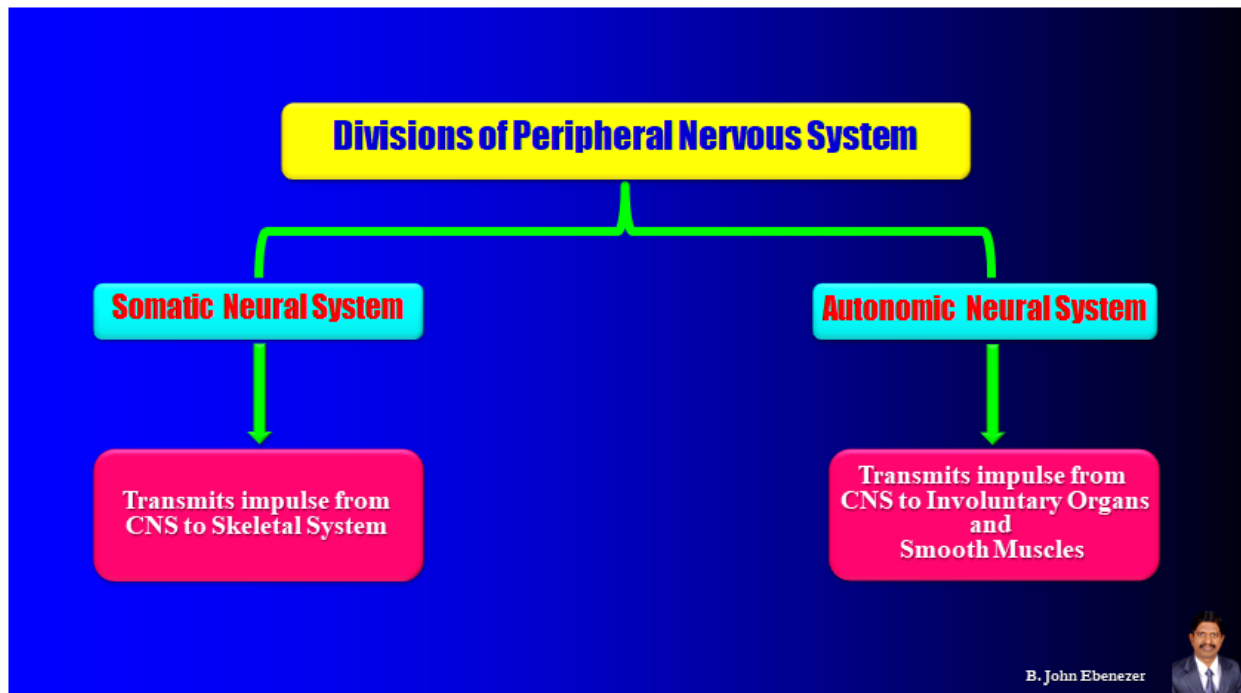 Divisions of Peripheral Nervous System
Somatic Neural System
Autonomic Neural System
Transmits impulse from
CNS to Skeletal System
Transmits impulse from
CNS to Involuntary Organs
and
Smooth Muscles
B. John Ebenezer